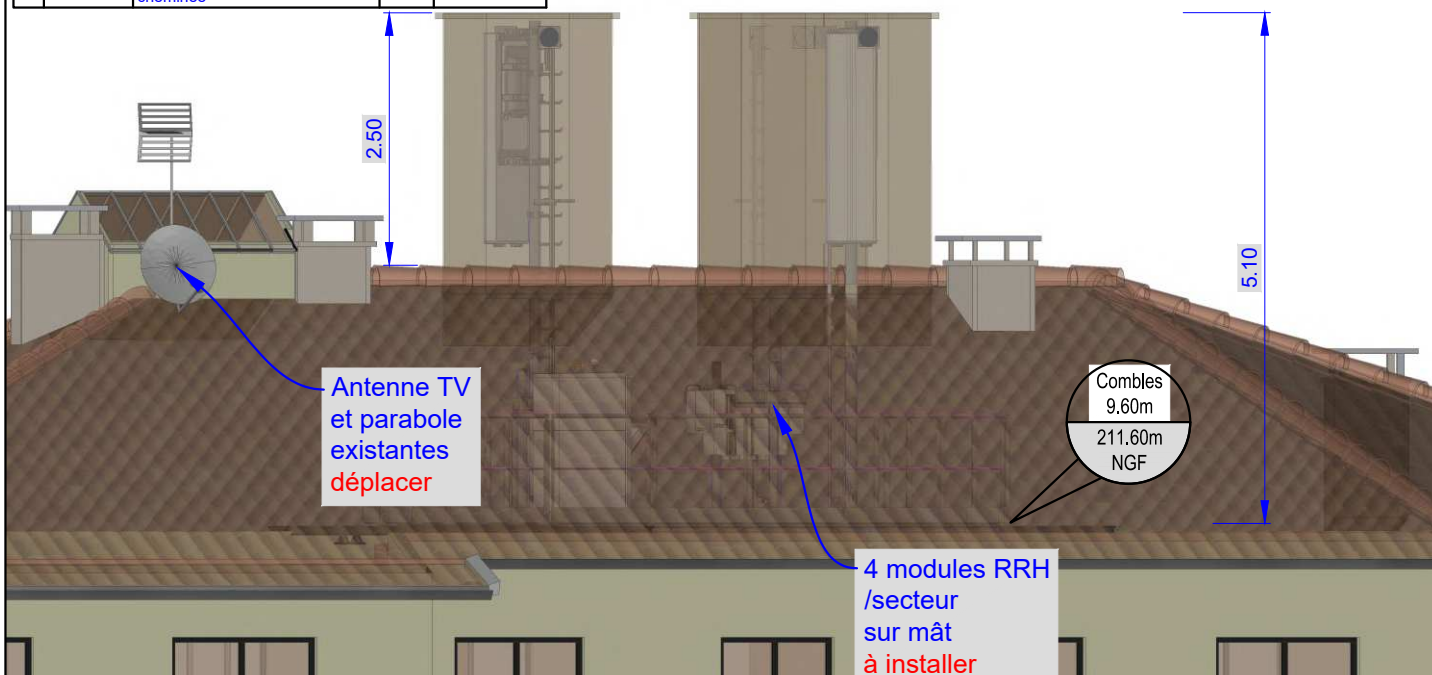 cheminée
2.50
5.10
Antenne TV
et parabole
existantes
déplacer
Combles
9.60m
211.60m
NGF
4 modules RRH
/secteur
sur mât
à installer